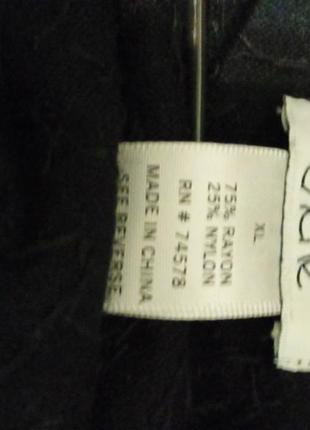 XL
75% RAYON
25% NYLON
RN # 74578
MADE IN CHINA
SEE REVERSE